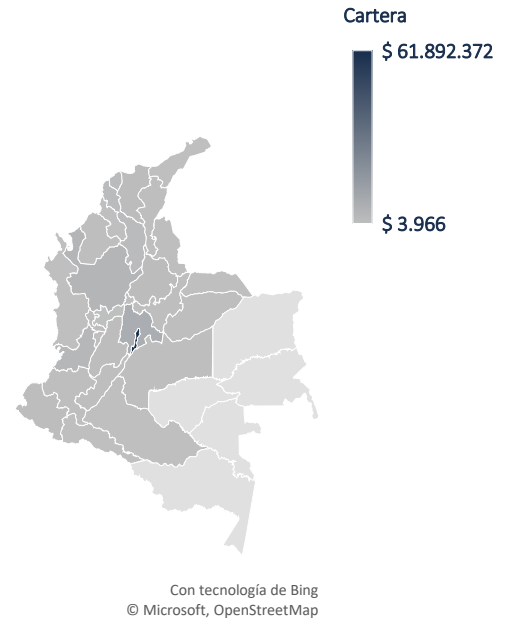 Cartera
$ 61.892.372
$ 3.966
Con tecnología de Bing
© Microsoft, OpenStreetMap